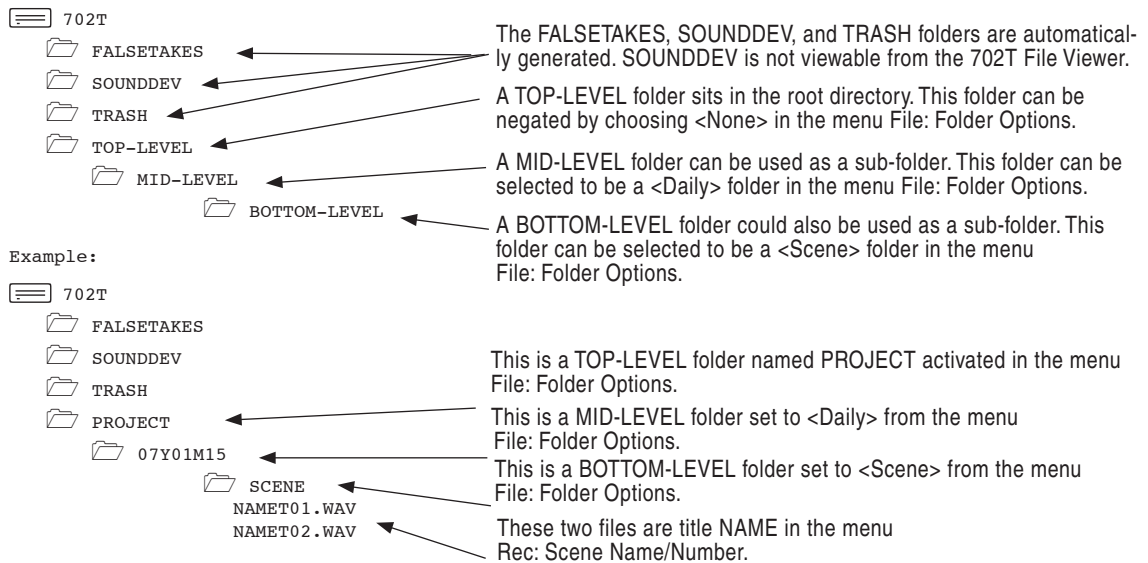 702T
FALSETAKES
SOUNDDEV
TRASH
TOP-LEVEL
MID-LEVEL
BOTTOM-LEVEL
The FALSETAKES, SOUNDDEV, and TRASH folders are automatical-
ly generated. SOUNDDEV is not viewable from the 702T File Viewer.
A TOP-LEVEL folder sits in the root directory. This folder can be
negated by choosing <None> in the menu File: Folder Options.
A MID-LEVEL folder can be used as a sub-folder. This folder can be
selected to be a <Daily> folder in the menu File: Folder Options.
A BOTTOM-LEVEL folder could also be used as a sub-folder. This
folder can be selected to be a <Scene> folder in the menu
File: Folder Options.
Example:
702T
FALSETAKES
SOUNDDEV
TRASH
PROJECT
07Y01M15
SCENE
NAMET01.WAV
NAMET02.WAV
This is a TOP-LEVEL folder named PROJECT activated in the menu
File: Folder Options.
This is a MID-LEVEL folder set to <Daily> from the menu
File: Folder Options.
This is a BOTTOM-LEVEL folder set to <Scene> from the menu
File: Folder Options.
These two files are title NAME in the menu
Rec: Scene Name/Number.